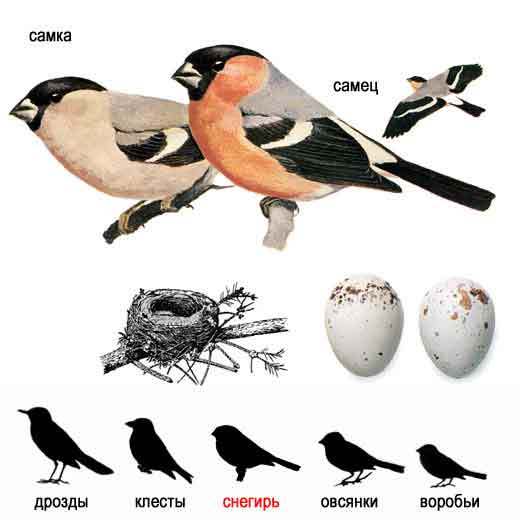 самка
самец
дрозды клесты снегирь овсянки воробьи